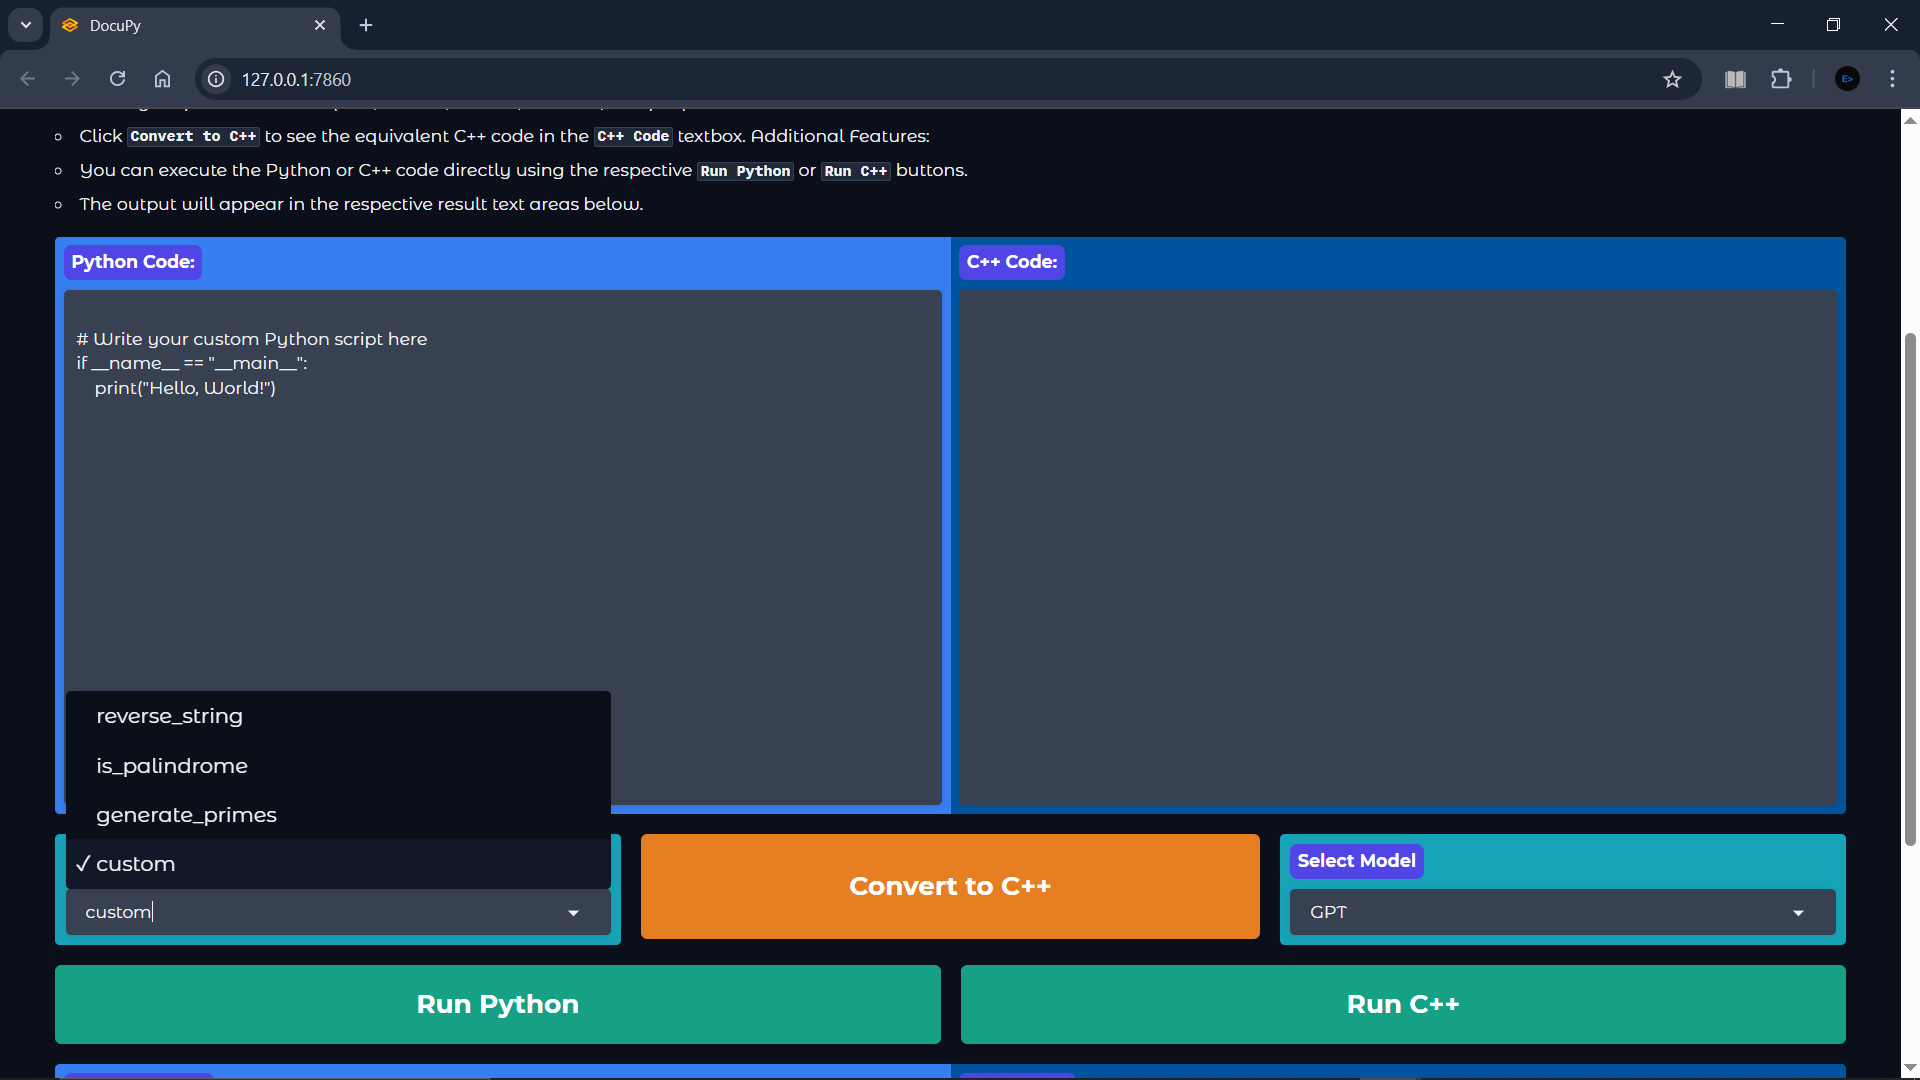 DocuPy
127.0.0.1:7860
Click Convert to C++ to see the equivalent C++ code in the C++ Code textbox. Additional Features:
You can execute the Python or C++ code directly using the respective Run Python or Run C++ buttons.
The output will appear in the respective result text areas below.
Python Code:
C++ Code:
# Write your custom Python script here
if __name__ == "__main__":
print("Hello, World!")
reverse_string
is_palindrome
generate_primes
✓ custom
custom
Convert to C++
Select Model
GPT
Run Python
Run C++